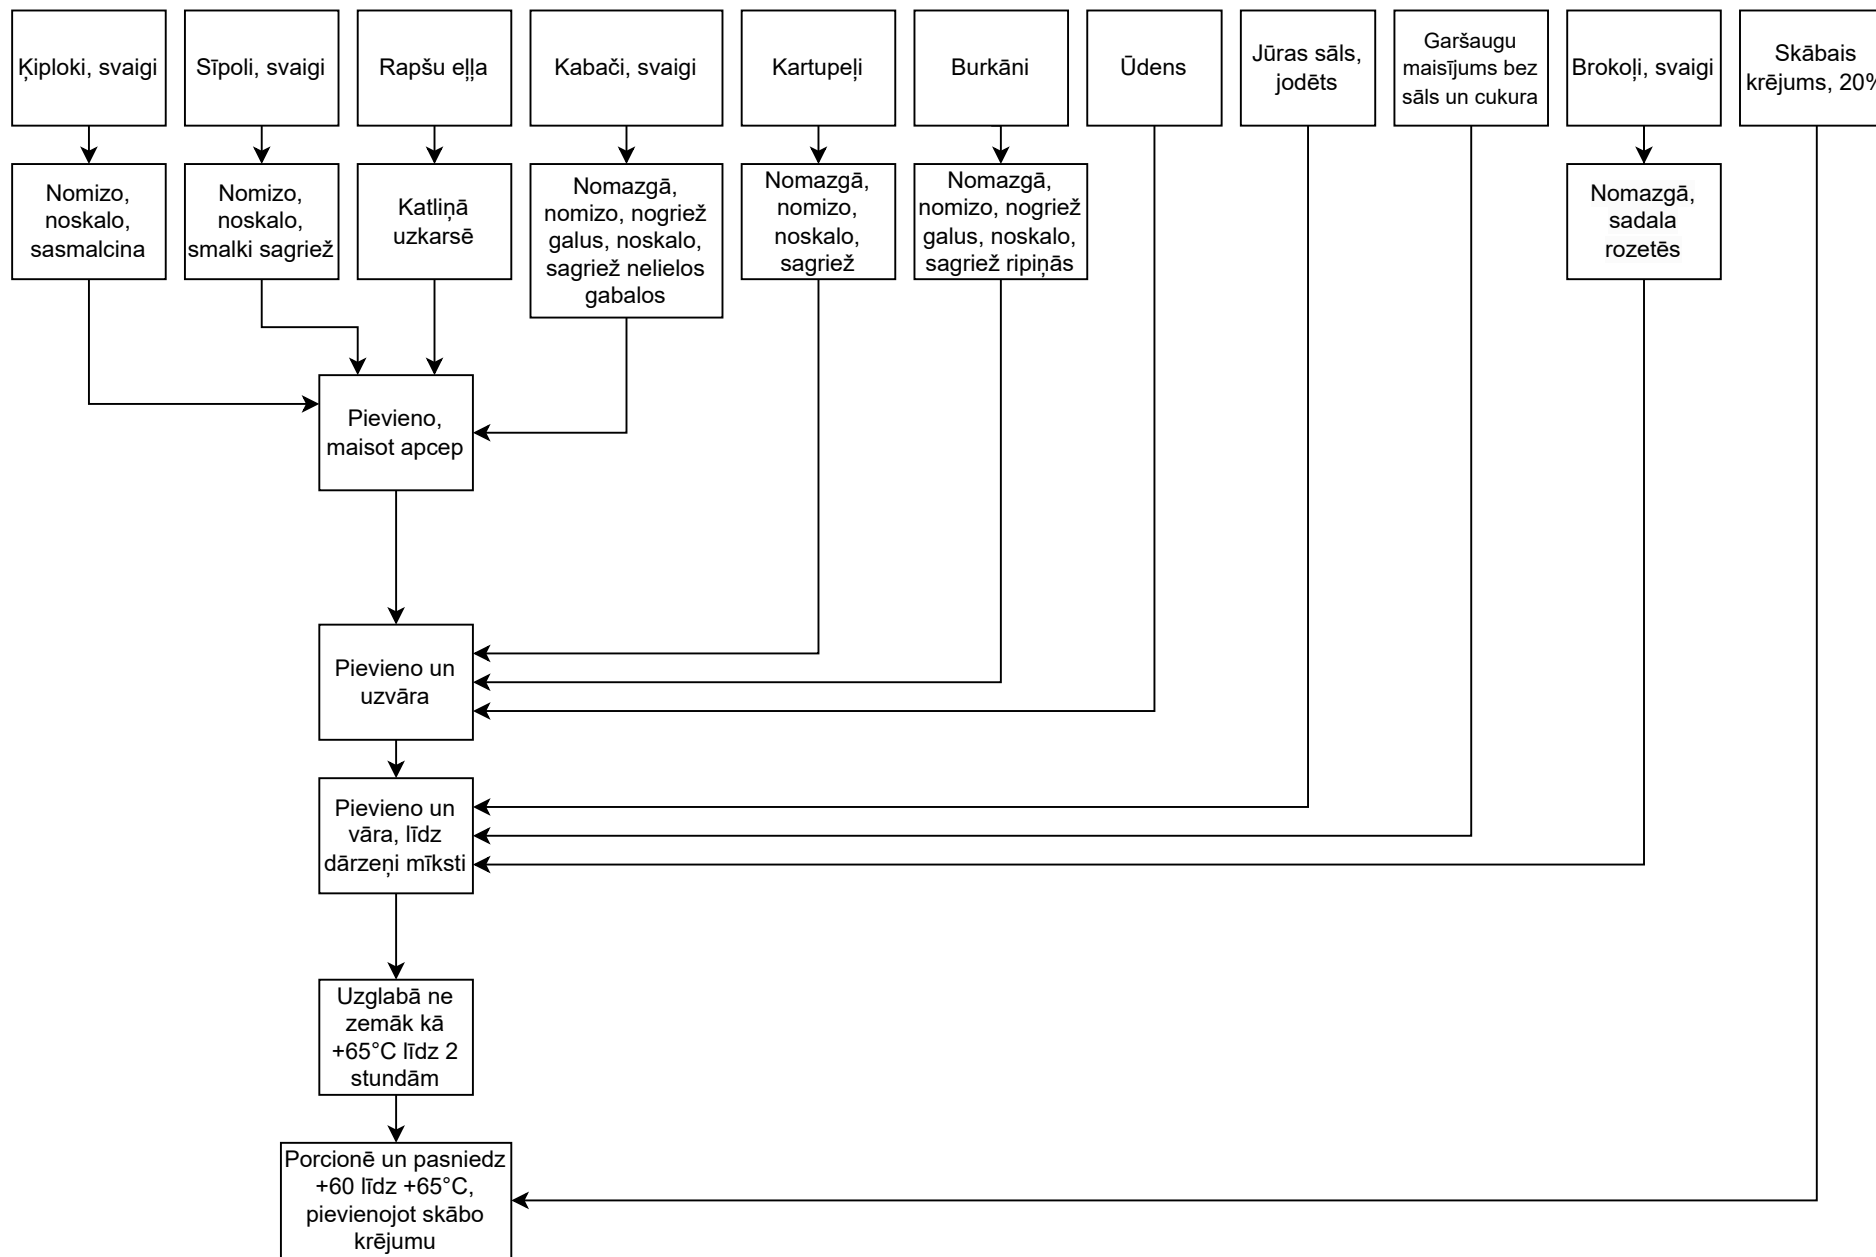 Ķiploki, svaigi
Sīpoli, svaigi
Rapšu eļļa
Kabači, svaigi
Kartupeļi
Burkāni
Ūdens
Jūras sāls,
jodēts
Garšaugu
maisījums bez
sāls un cukura
Brokoļi, svaigi
Skābais
krējums, 20%
Nomizo,
noskalo,
sasmalcina
Nomizo,
noskalo,
smalki sagriež
Katliņā
uzkarsē
Nomazgā,
nomizo, nogriež
galus, noskalo,
sagriež nelielos
gabalos
Nomazgā,
nomizo,
noskalo,
sagriež
Nomazgā,
nomizo, nogriež
galus, noskalo,
sagriež ripiņās
Nomazgā,
sadala
rozetēs
Pievieno,
maisot apcep
Pievieno un
uzvāra
Pievieno un
vāra, līdz
dārzeņi mīksti
Uzglabā ne
zemāk kā
+65°C līdz 2
stundām
Porcionē un pasniedz
+60 līdz +65°C,
pievienojot skābo
krējumu